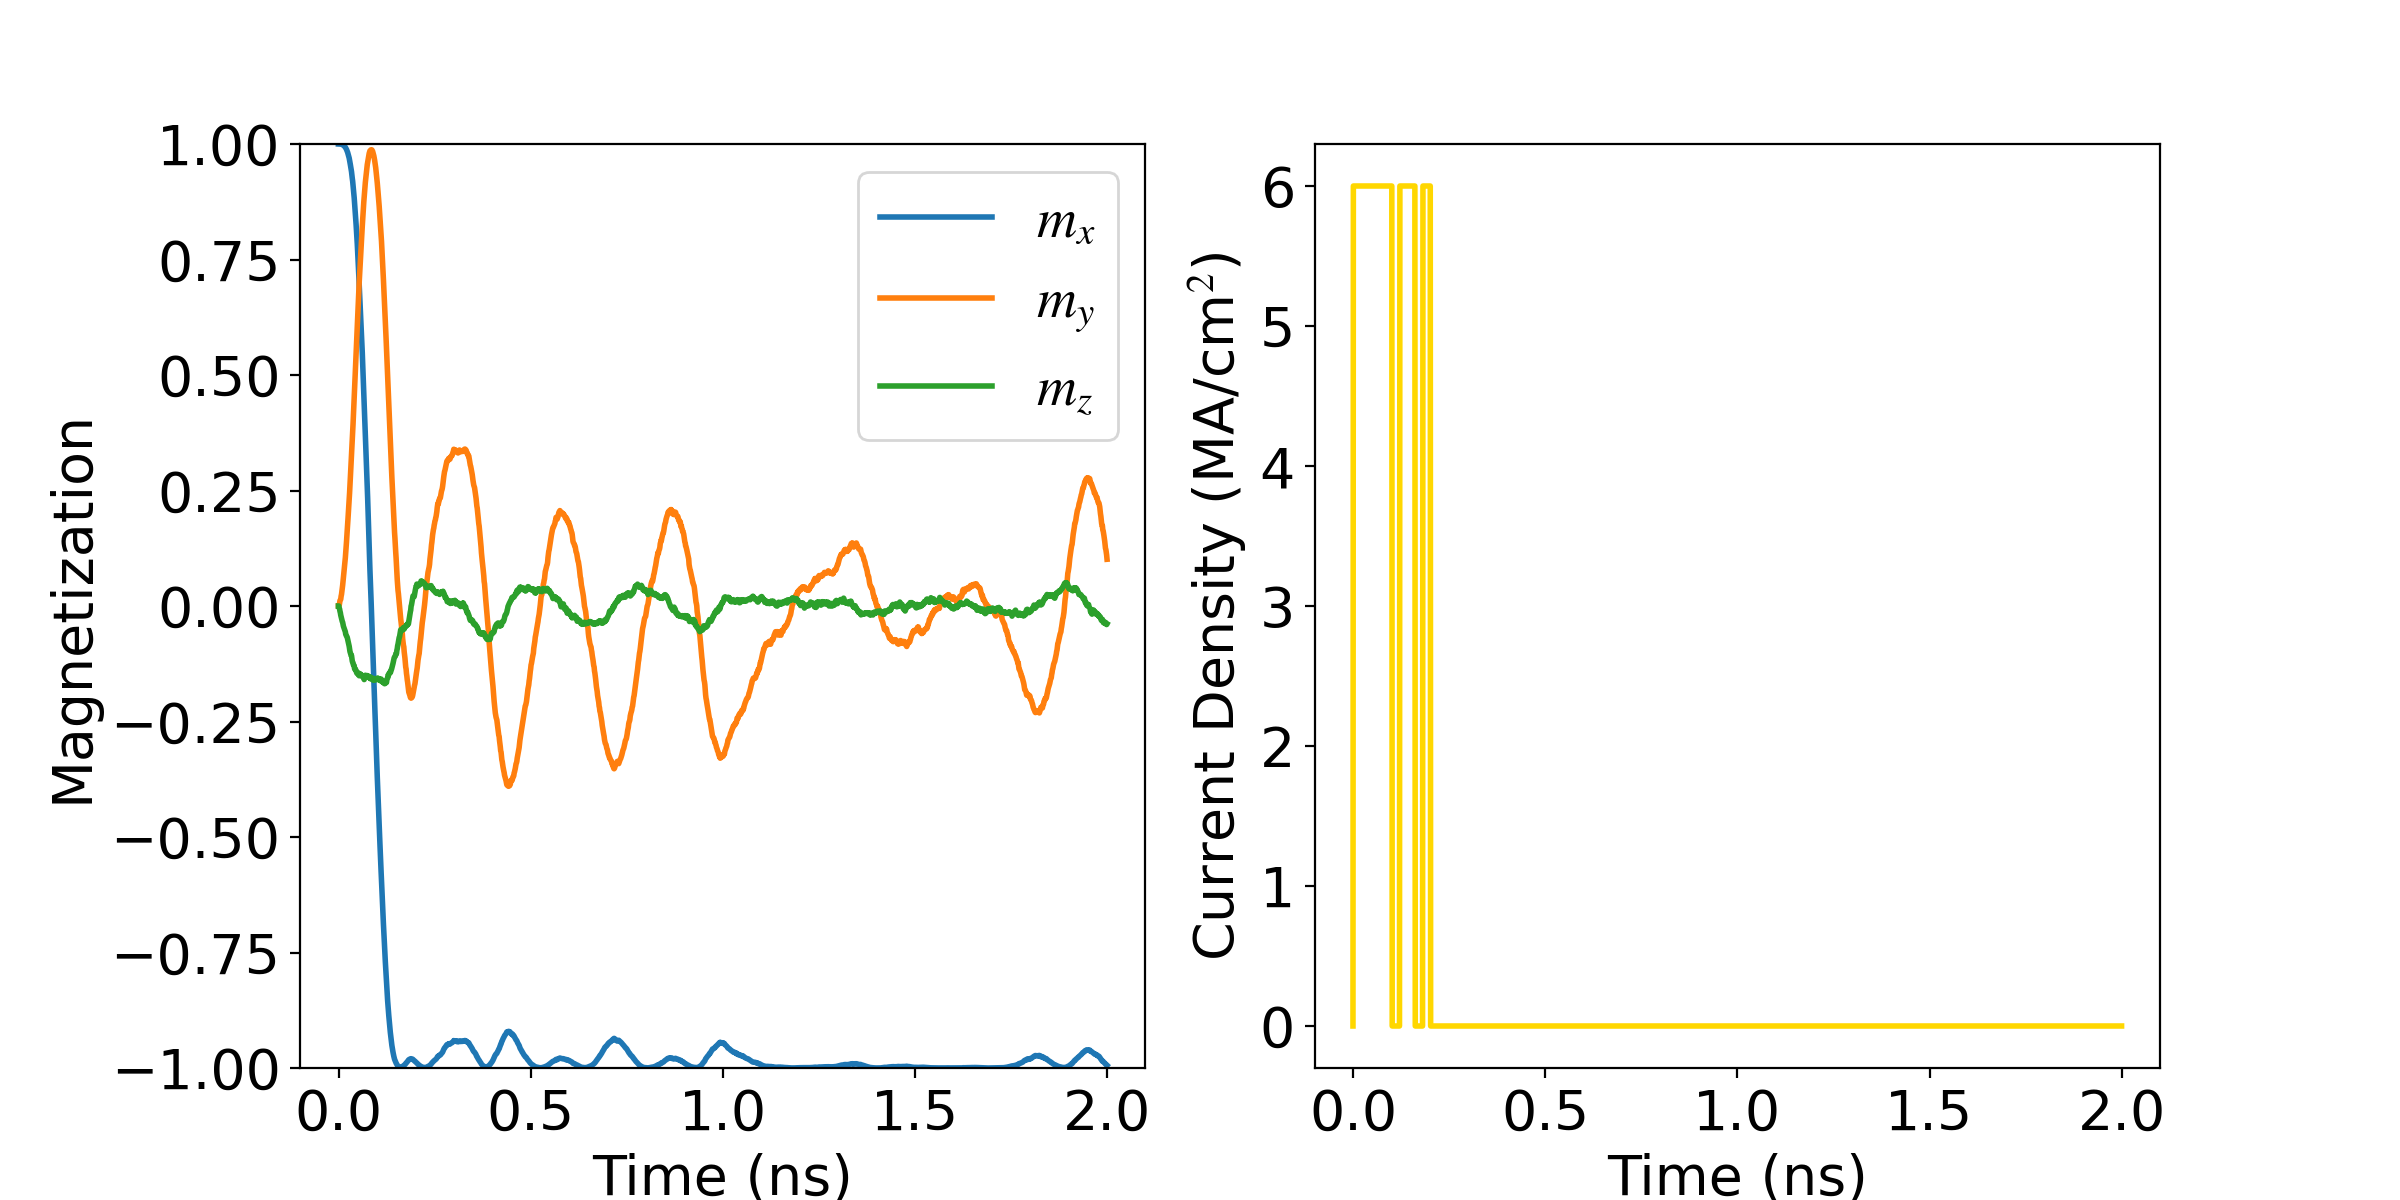 1.00
0.75
0.50
0.25
0.00
−0.25
−0.50
−0.75
−1.00
Magnetization
0.0 0.5 1.0 1.5 2.0
Time (ns)
m_x
m_y
m_z
6
5
4
3
2
1
0
Current Density (MA/cm²)
0.0 0.5 1.0 1.5 2.0
Time (ns)